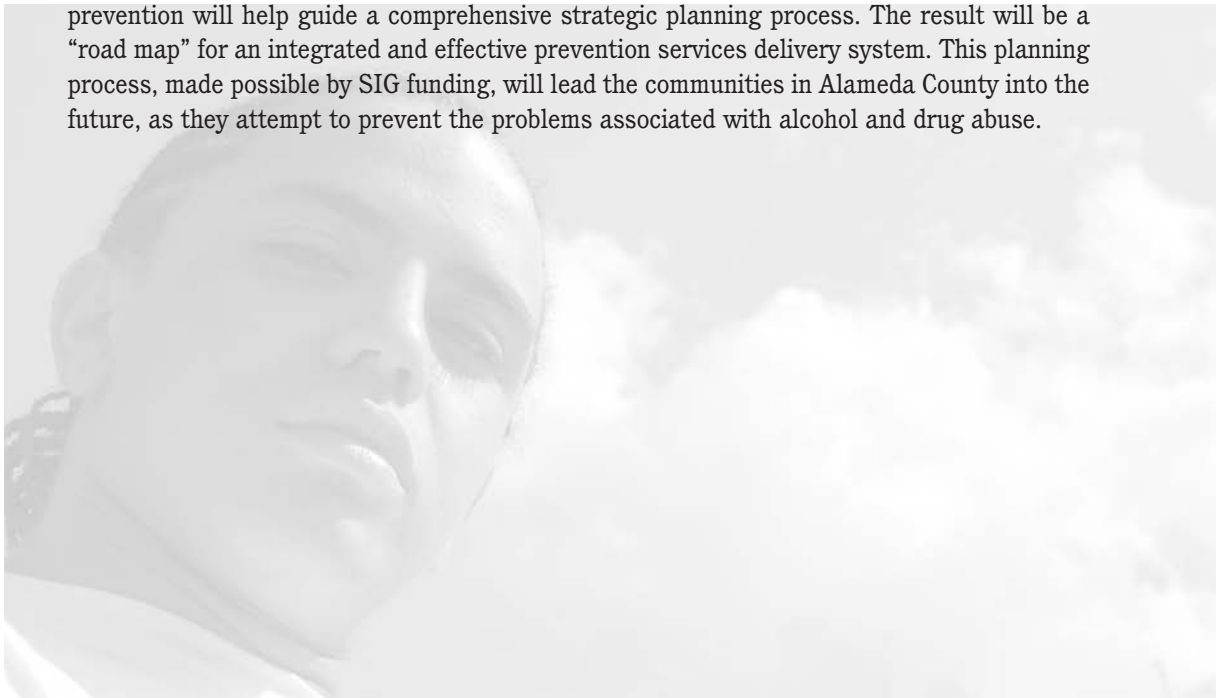 prevention will help guide a comprehensive strategic planning process. The result will be a
“road map” for an integrated and effective prevention services delivery system. This planning
process, made possible by SIG funding, will lead the communities in Alameda County into the
future, as they attempt to prevent the problems associated with alcohol and drug abuse.